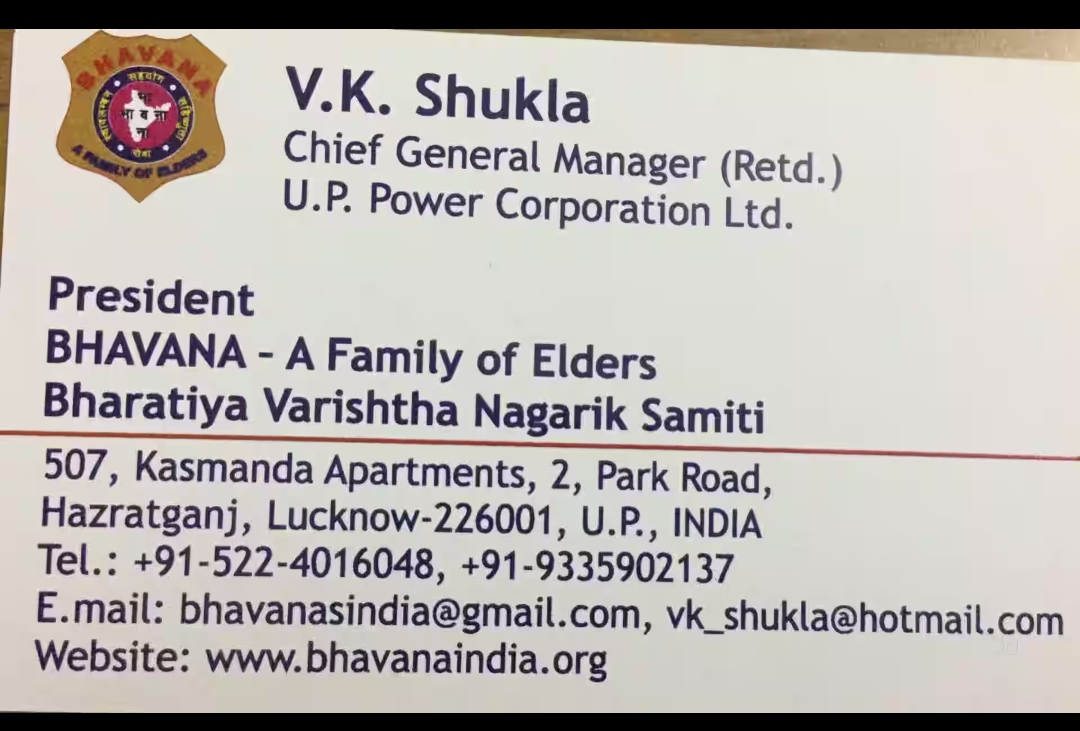 BHAVANA
सहयोग
भा
भा व ना
ना
सेवा
A FAMILY OF ELDERS
V.K. Shukla
Chief General Manager (Retd.)
U.P. Power Corporation Ltd.
President
BHAVANA - A Family of Elders
Bharatiya Varishtha Nagarik Samiti
507, Kasmanda Apartments, 2, Park Road,
Hazratganj, Lucknow-226001, U.P., INDIA
Tel.: +91-522-4016048, +91-9335902137
E.mail: bhavanasindia@gmail.com, vk_shukla@hotmail.com
Website: www.bhavanaindia.org